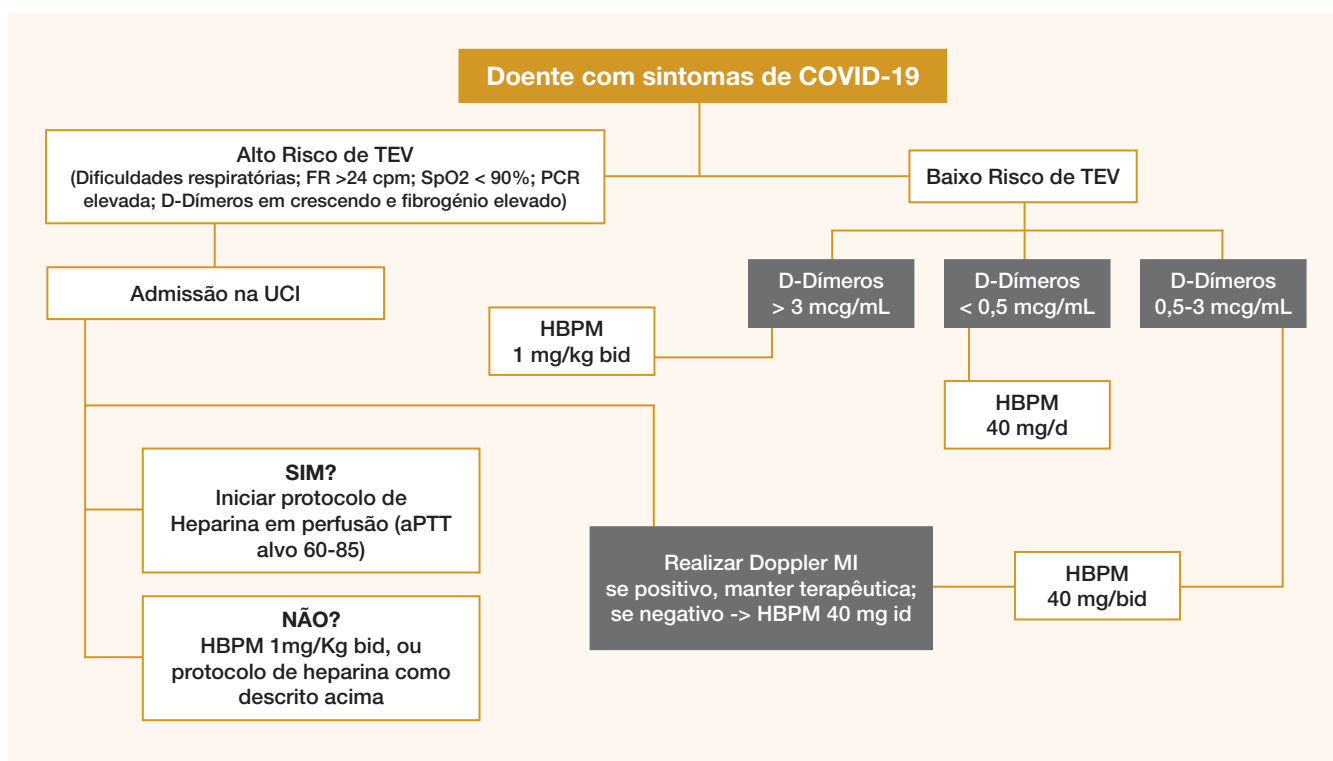 Doente com sintomas de COVID-19
Alto Risco de TEV
(Dificuldades respiratórias; FR >24 cpm; SpO2 < 90%; PCR
elevada; D-Dímeros em crescendo e fibrogénio elevado)
Baixo Risco de TEV
Admissão na UCI
D-Dímeros
> 3 mcg/mL
D-Dímeros
< 0,5 mcg/mL
D-Dímeros
0,5-3 mcg/mL
HBPM
1 mg/kg bid
HBPM
40 mg/d
SIM?
Iniciar protocolo de
Heparina em perfusão (aPTT
alvo 60-85)
Realizar Doppler MI
se positivo, manter terapêutica;
se negativo -> HBPM 40 mg id
HBPM
40 mg/bid
NÃO?
HBPM 1mg/Kg bid, ou
protocolo de heparina como
descrito acima